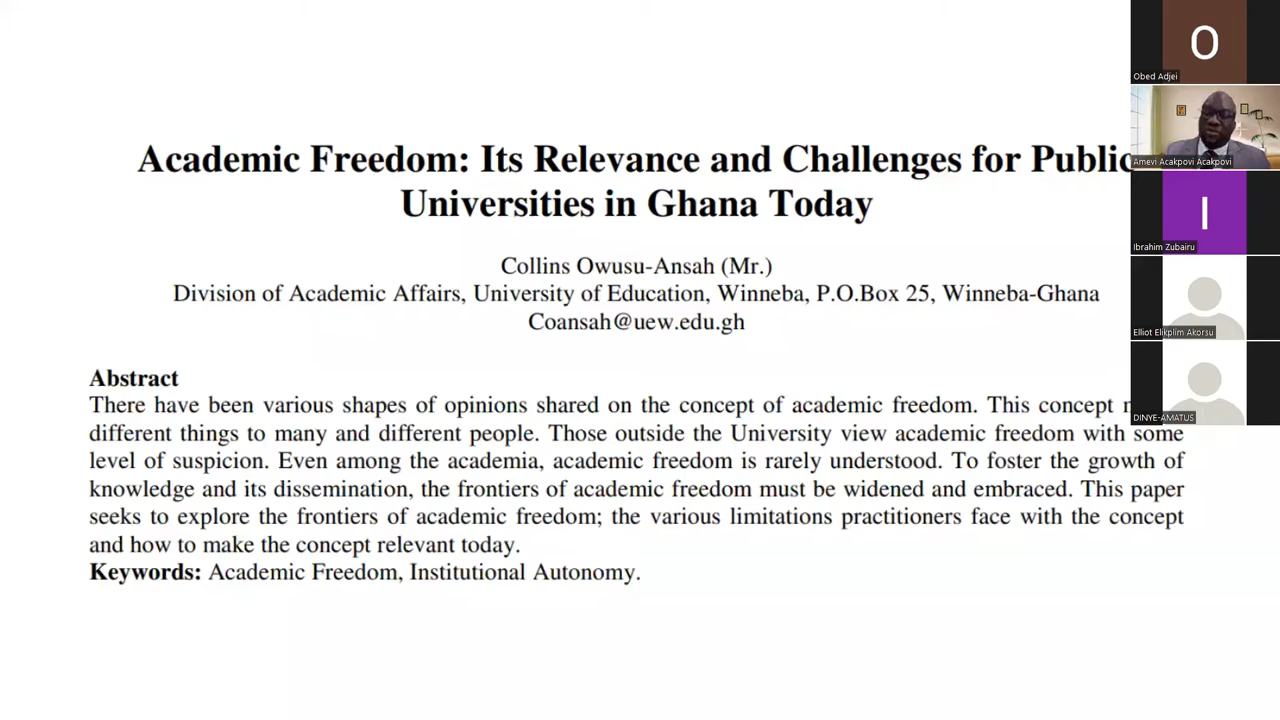 Academic Freedom: Its Relevance and Challenges for Public
Universities in Ghana Today
Collins Owusu-Ansah (Mr.)
Division of Academic Affairs, University of Education, Winneba, P.O.Box 25, Winneba-Ghana
Coansah@uew.edu.gh
Abstract
There have been various shapes of opinions shared on the concept of academic freedom. This concept
different things to many and different people. Those outside the University view academic freedom with some
level of suspicion. Even among the academia, academic freedom is rarely understood. To foster the growth of
knowledge and its dissemination, the frontiers of academic freedom must be widened and embraced. This paper
seeks to explore the frontiers of academic freedom; the various limitations practitioners face with the concept
and how to make the concept relevant today.
Keywords: Academic Freedom, Institutional Autonomy.
O
Obed Adjei
Amevi Acakpovi Acakpovi
I
Ibrahim Zubairu
Elliot Elikplim Akorsu
DINYE-AMATUS